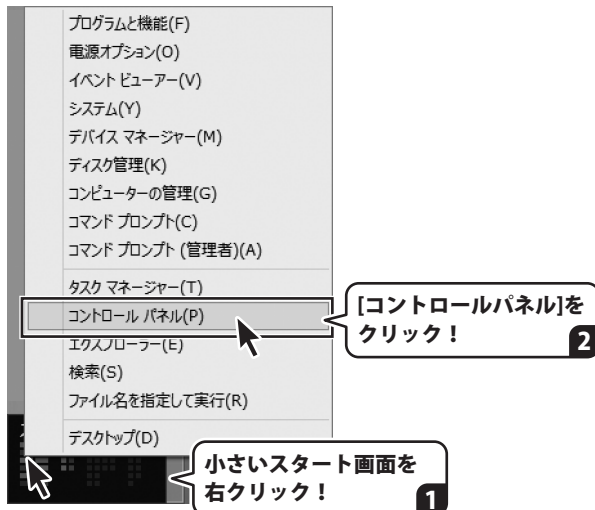 プログラムと機能(F)
電源オプション(O)
イベント ビューアー(V)
システム(Y)
デバイス マネージャー(M)
ディスク管理(K)
コンピューターの管理(G)
コマンド プロンプト(C)
コマンド プロンプト (管理者)(A)
タスク マネージャー(T)
コントロール パネル(P)
エクスプローラー(E)
検索(S)
ファイル名を指定して実行(R)
デスクトップ(D)
[コントロールパネル]を
クリック！
2
小さいスタート画面を
右クリック！
1